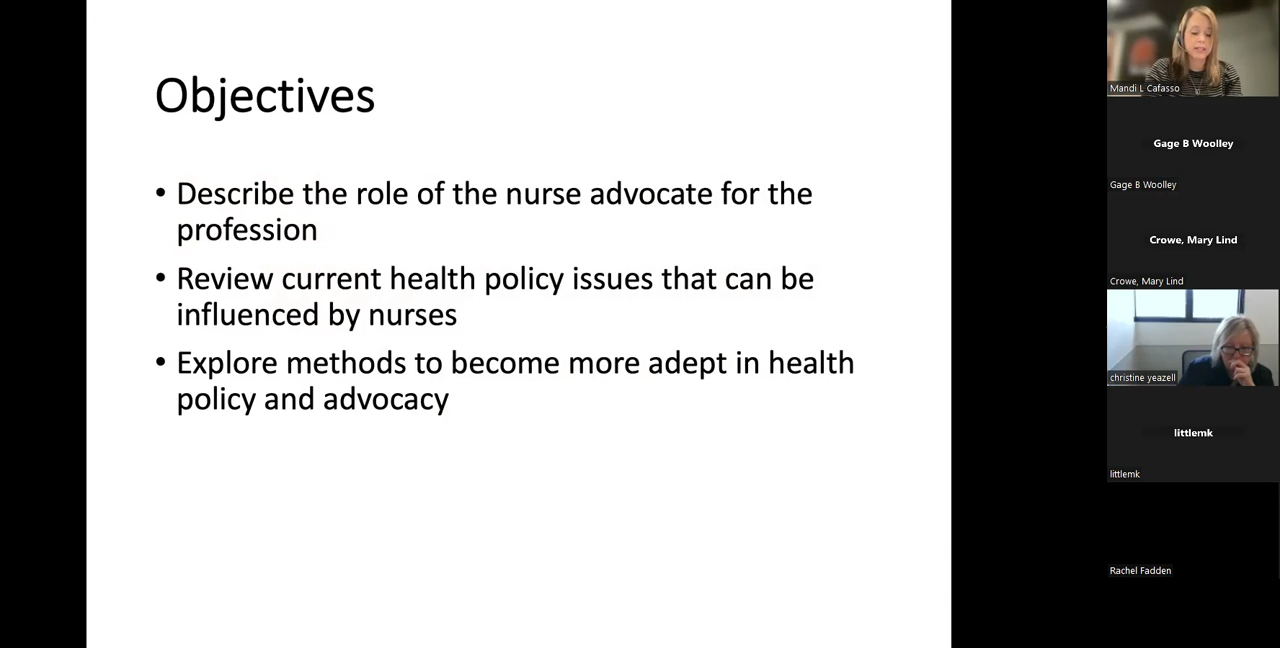 Objectives
• Describe the role of the nurse advocate for the
profession
• Review current health policy issues that can be
influenced by nurses
• Explore methods to become more adept in health
policy and advocacy
Mandi L Cafasso
Gage B Woolley
Gage B Woolley
Crowe, Mary Lind
Crowe, Mary Lind
christine yeazell
littlemk
littlemk
Rachel Fadden